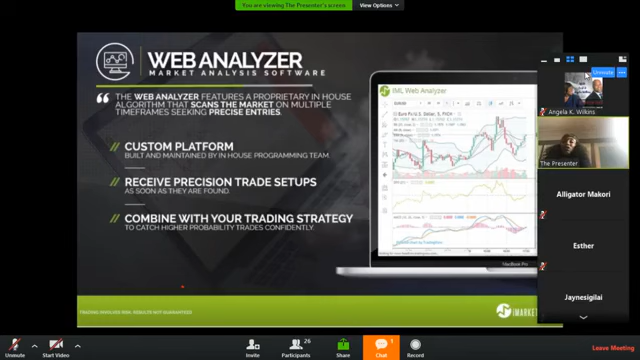 You are viewing The Presenter's screen
View Options
WEB ANALYZER
MARKET ANALYSIS SOFTWARE
THE WEB ANALYZER FEATURES A PROPRIETARY IN HOUSE
ALGORITHM THAT SCANS THE MARKET ON MULTIPLE
TIMEFRAMES SEEKING PRECISE ENTRIES.
// CUSTOM PLATFORM
BUILT AND MAINTAINED BY IN HOUSE PROGRAMMING TEAM
// RECEIVE PRECISION TRADE SETUPS
AS SOON AS THEY ARE FOUND.
// COMBINE WITH YOUR TRADING STRATEGY
TO CATCH HIGHER PROBABILITY TRADES CONFIDENTLY.
IML Web Analyzer
MacBook Pro
TRADING INVOLVES RISK. RESULTS NOT GUARANTEED
IMARKET
Unmute
Angela K. Wilkins
The Presenter
Alligator Makori
Esther
Jaynesigilai
Unmute
Start Video
Invite
Participants
26
Share
Chat
1
Record
Leave Meeting